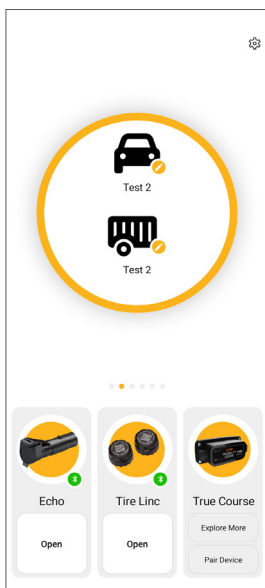 Test 2
Test 2
Echo
Tire Linc
True Course
Open
Open
Explore More
Pair Device